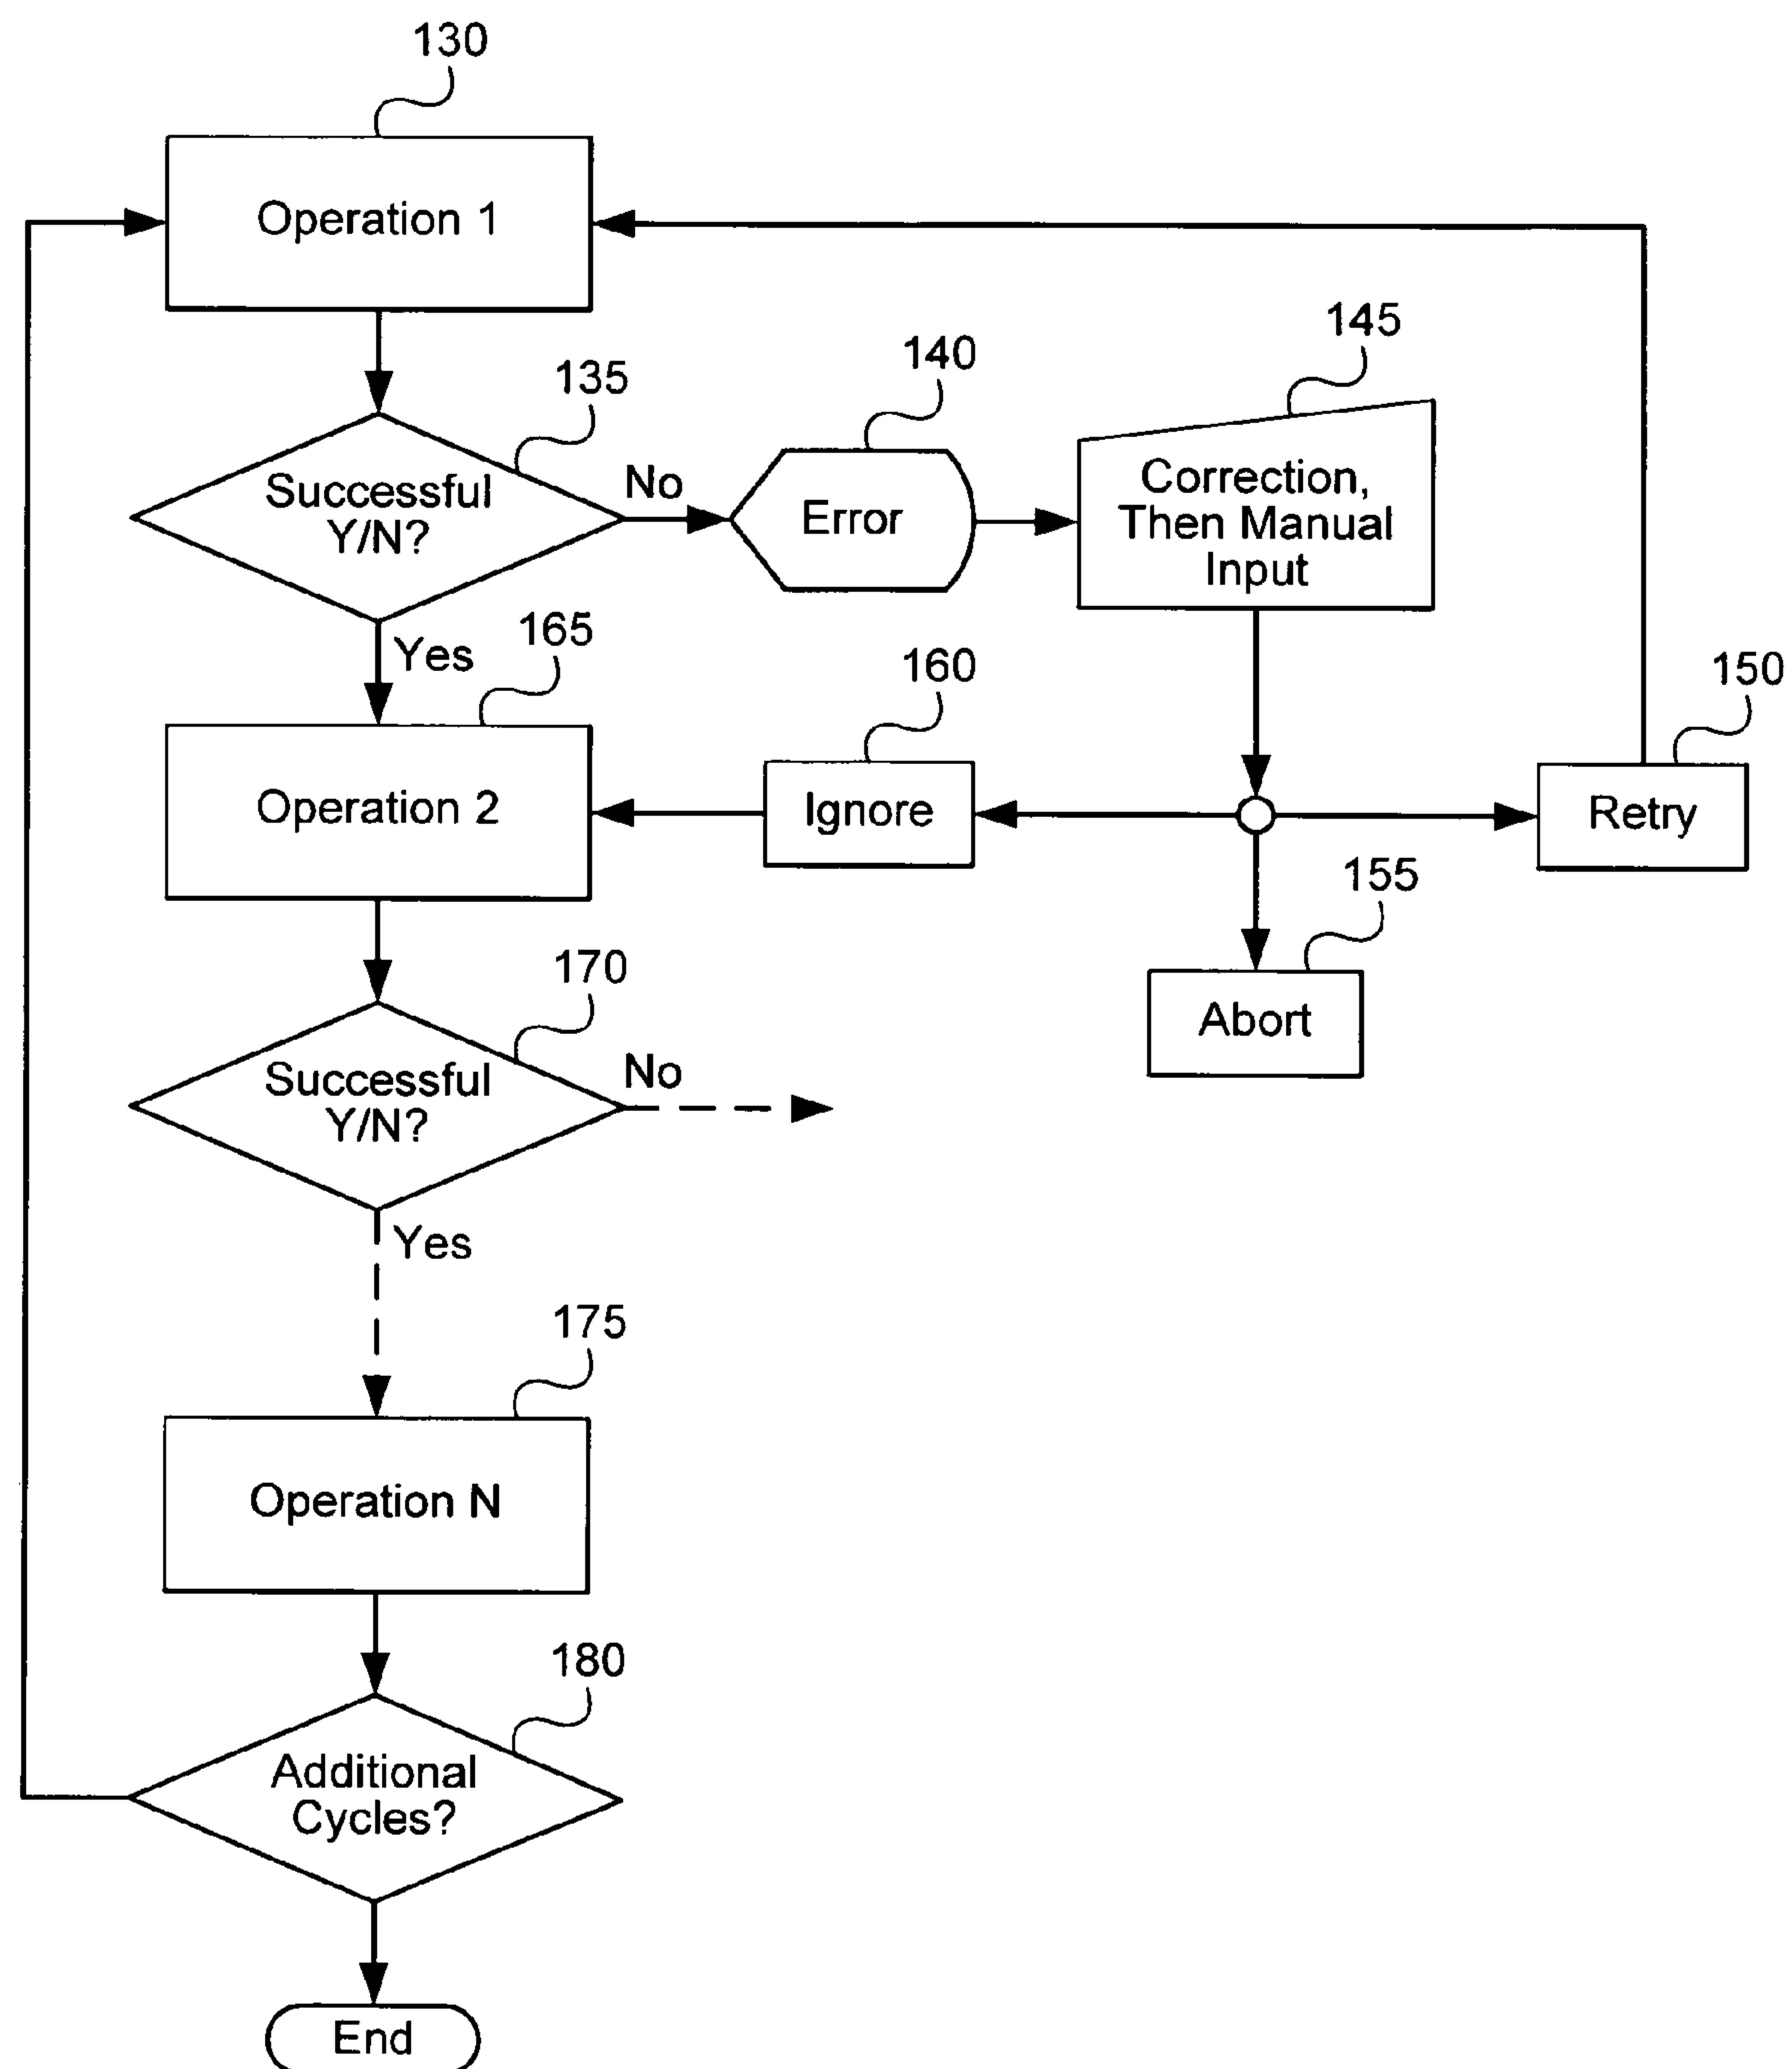 130
Operation 1
145
140
135
Successful
Y/N?
No
Error
Correction,
Then Manual
Input
165
Yes
160
150
Operation 2
Ignore
Retry
155
170
Abort
Successful
Y/N?
No
Yes
175
Operation N
180
Additional
Cycles?
End